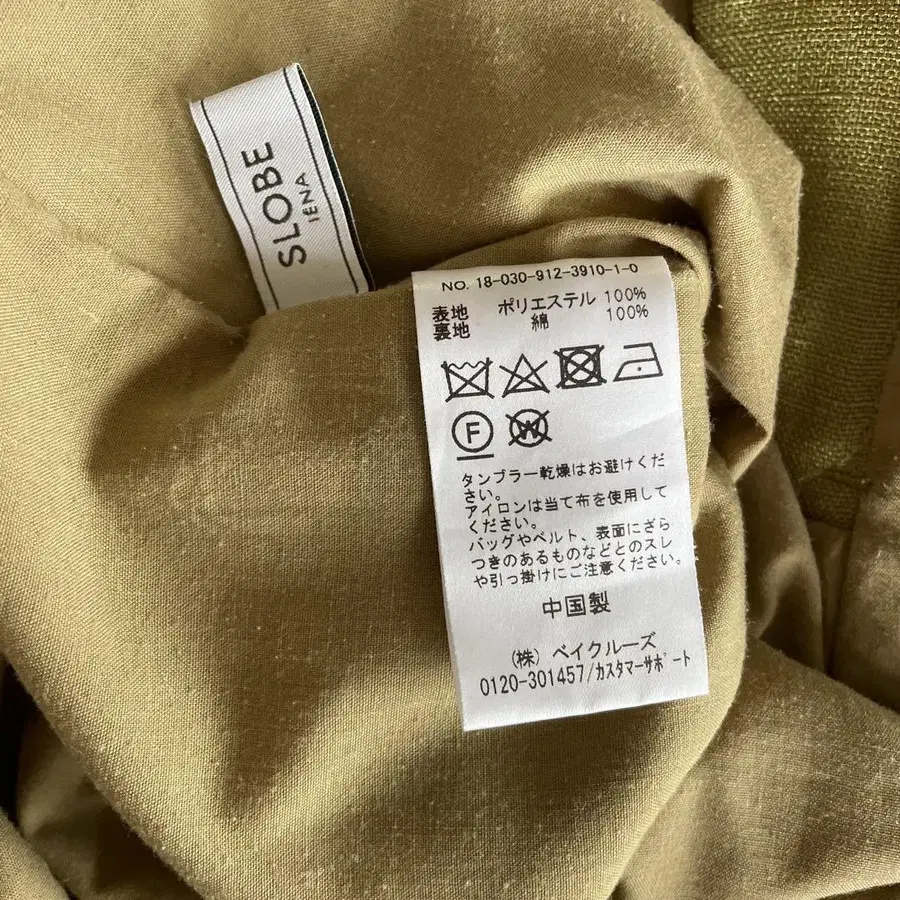 SLOBE
IENA
NO. 18-030-912-3910-1-0
表地 ポリエステル 100%
裏地 綿 100%
F W
タンブラー乾燥はお避けくだ
さい。
アイロンは当て布を使用して
ください。
バッグやベルト、表面にざら
つきのあるものなどとのスレ
や引っ掛けにご注意ください。
中国製
(株) ベイクルーズ
0120-301457/カスタマーサポート